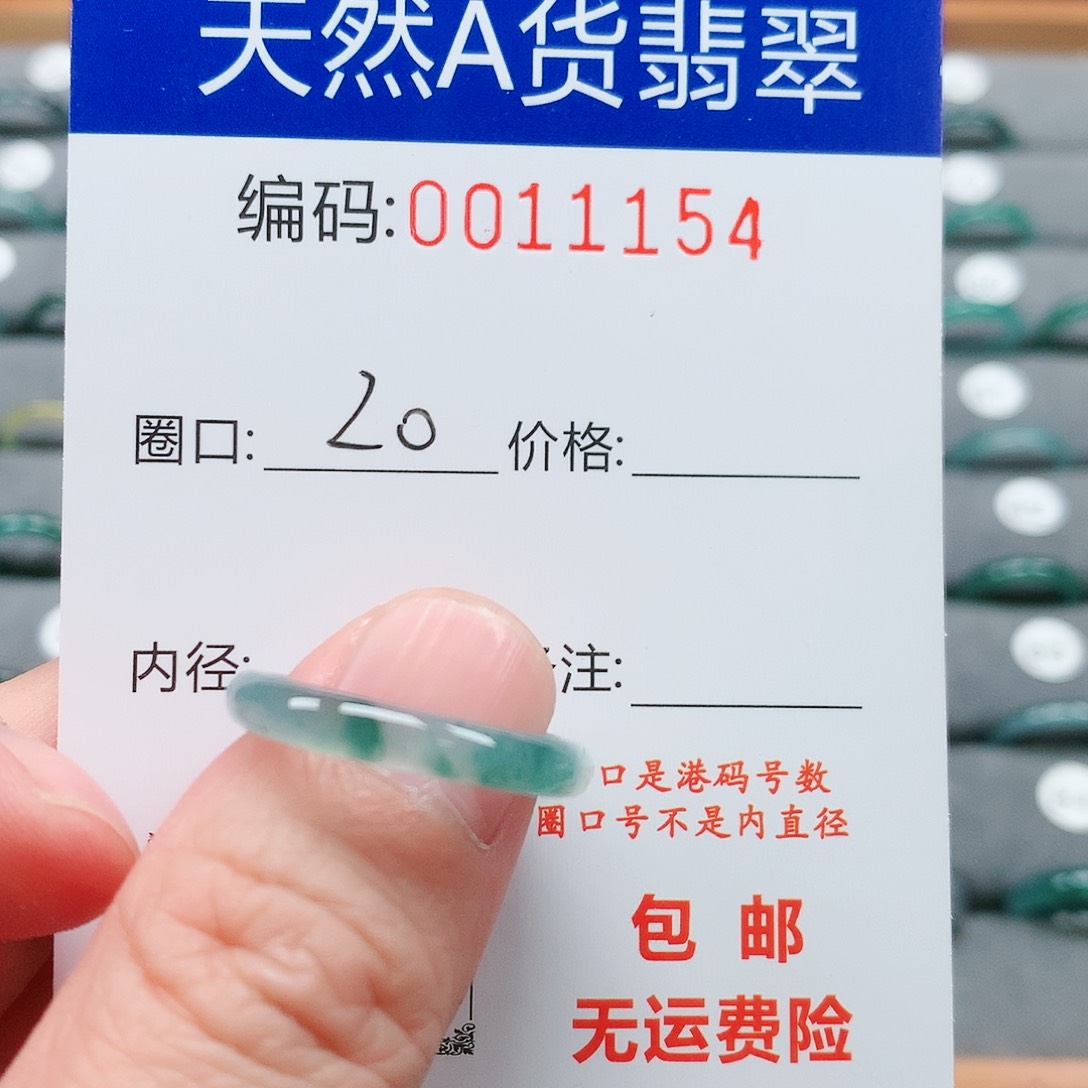 天然A货翡翠
编码:0011154
圈口: 20 价格:
内径: 注:
口是港码号数
圈口号不是内直径
包邮
无运费险